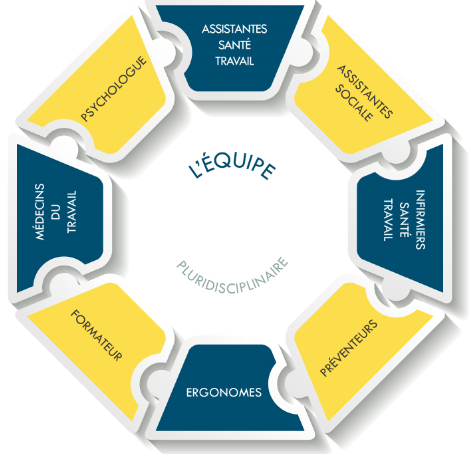 ASSISTANTES
SANTÉ
TRAVAIL
ASSISTANTES
SOCIALE
INFIRMIERS
SANTÉ
TRAVAIL
PRÉVENTEURS
ERGONOMES
FORMATEUR
MÉDECINS
DU
TRAVAIL
PSYCHOLOGUE
L'ÉQUIPE
PLURIDISCIPLINAIRE